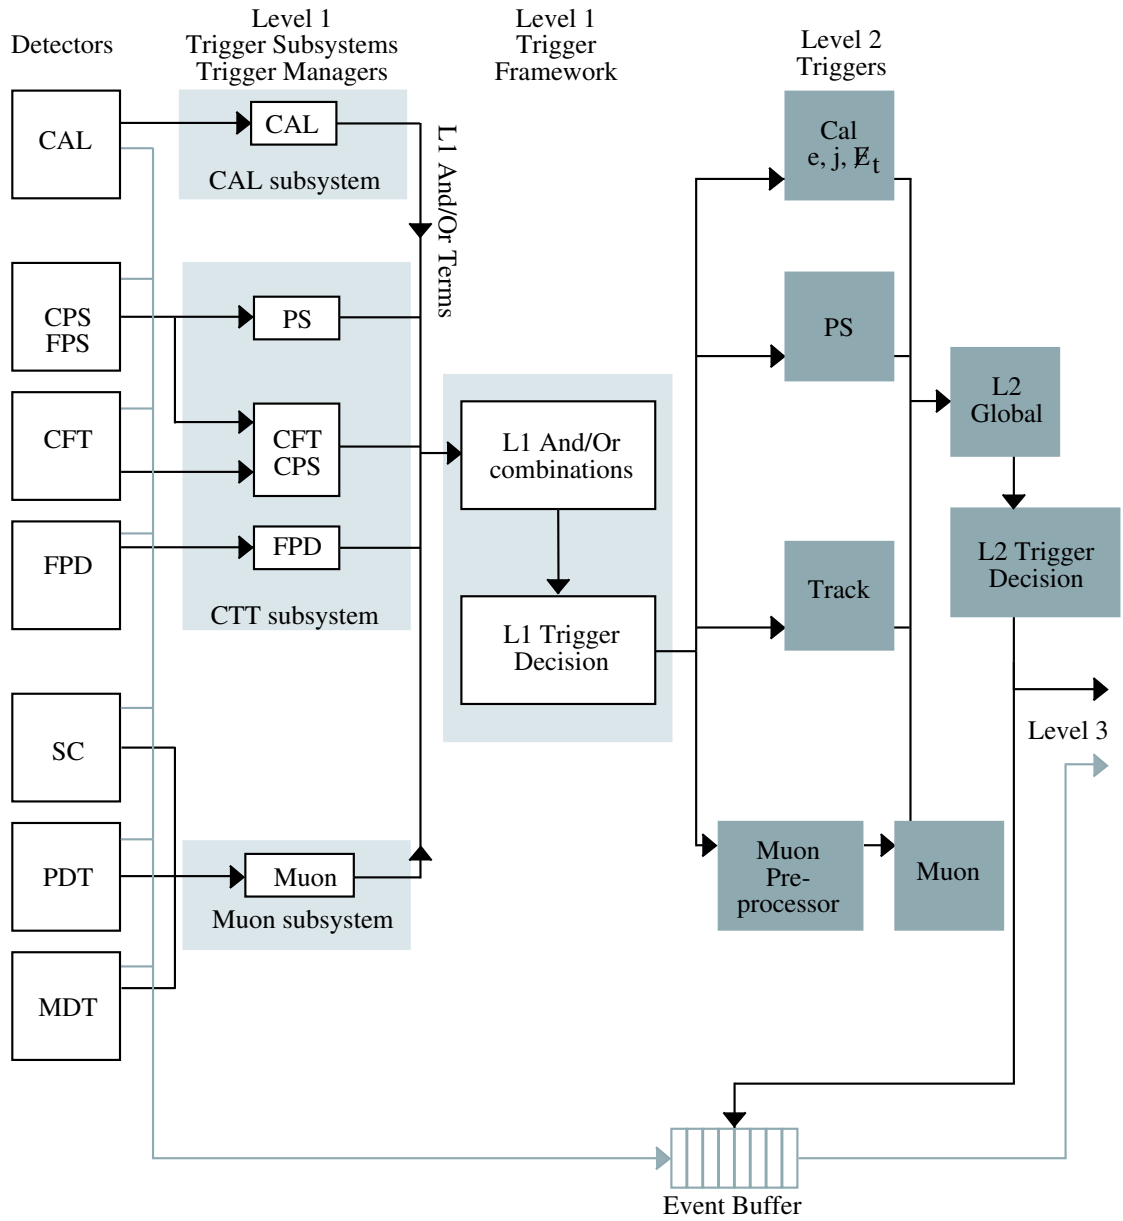 Detectors
Level 1
Trigger Subsystems
Trigger Managers
Level 1
Trigger
Framework
Level 2
Triggers
CAL
CAL
CAL subsystem
L1 And/Or Terms
Cal
e, j, E̸t
CPS
FPS
PS
PS
CFT
CFT
CPS
L1 And/Or
combinations
L2
Global
FPD
FPD
CTT subsystem
L1 Trigger
Decision
Track
L2 Trigger
Decision
SC
Level 3
PDT
Muon
Muon subsystem
Muon
Pre-
processor
Muon
MDT
Event Buffer